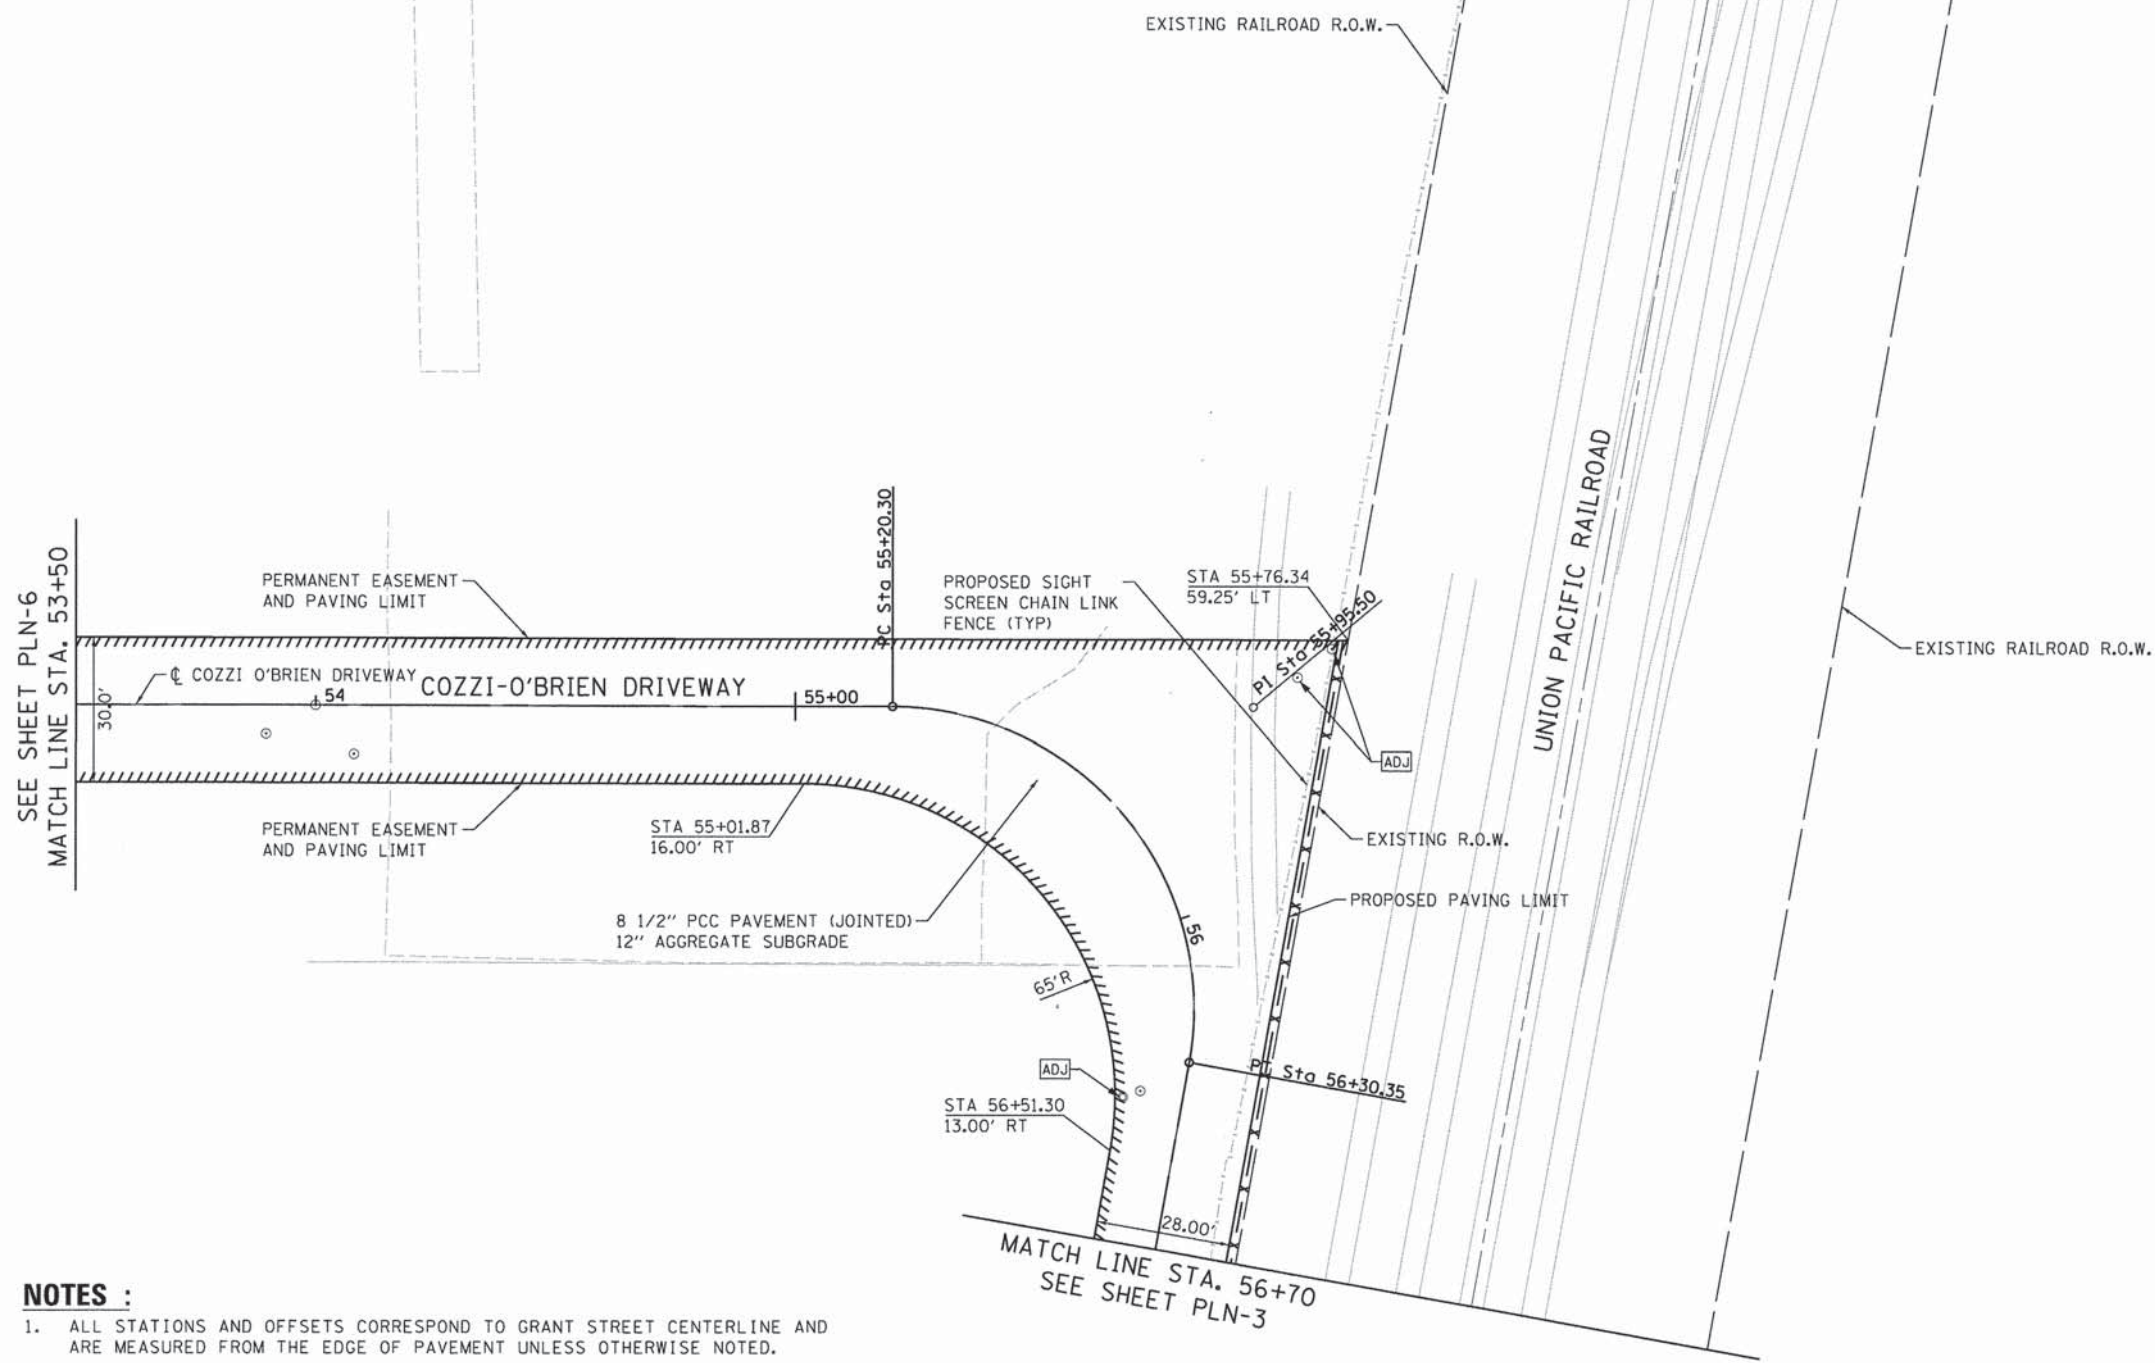 EXISTING RAILROAD R.O.W.
SEE SHEET PLN-6
MATCH LINE STA. 53+50
PERMANENT EASEMENT
AND PAVING LIMIT
PC Sta 55+20.30
PROPOSED SIGHT
SCREEN CHAIN LINK
FENCE (TYP)
STA 55+76.34
59.25' LT
PI Sta 55+95.50
UNION PACIFIC RAILROAD
EXISTING RAILROAD R.O.W.
30.0'
℄ COZZI O'BRIEN DRIVEWAY
54
COZZI-O'BRIEN DRIVEWAY
55+00
ADJ
PERMANENT EASEMENT
AND PAVING LIMIT
STA 55+01.87
16.00' RT
EXISTING R.O.W.
PROPOSED PAVING LIMIT
8 1/2" PCC PAVEMENT (JOINTED)
12" AGGREGATE SUBGRADE
56
65'R
ADJ
PT Sta 56+30.35
STA 56+51.30
13.00' RT
28.00'
MATCH LINE STA. 56+70
SEE SHEET PLN-3
NOTES :
1. ALL STATIONS AND OFFSETS CORRESPOND TO GRANT STREET CENTERLINE AND
ARE MEASURED FROM THE EDGE OF PAVEMENT UNLESS OTHERWISE NOTED.